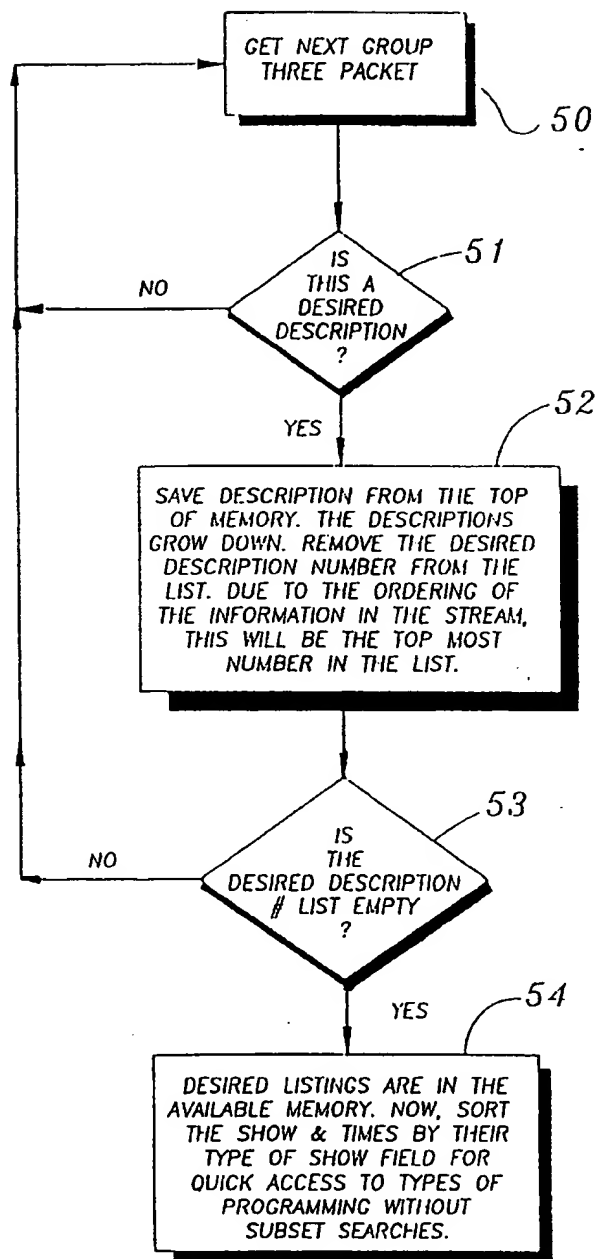 GET NEXT GROUP
THREE PACKET
50
IS
THIS A
DESIRED
DESCRIPTION
?
51
NO
YES
52
SAVE DESCRIPTION FROM THE TOP
OF MEMORY. THE DESCRIPTIONS
GROW DOWN. REMOVE THE DESIRED
DESCRIPTION NUMBER FROM THE
LIST. DUE TO THE ORDERING OF
THE INFORMATION IN THE STREAM,
THIS WILL BE THE TOP MOST
NUMBER IN THE LIST.
53
IS
THE
DESIRED DESCRIPTION
# LIST EMPTY
?
NO
YES
54
DESIRED LISTINGS ARE IN THE
AVAILABLE MEMORY. NOW, SORT
THE SHOW & TIMES BY THEIR
TYPE OF SHOW FIELD FOR
QUICK ACCESS TO TYPES OF
PROGRAMMING WITHOUT
SUBSET SEARCHES.